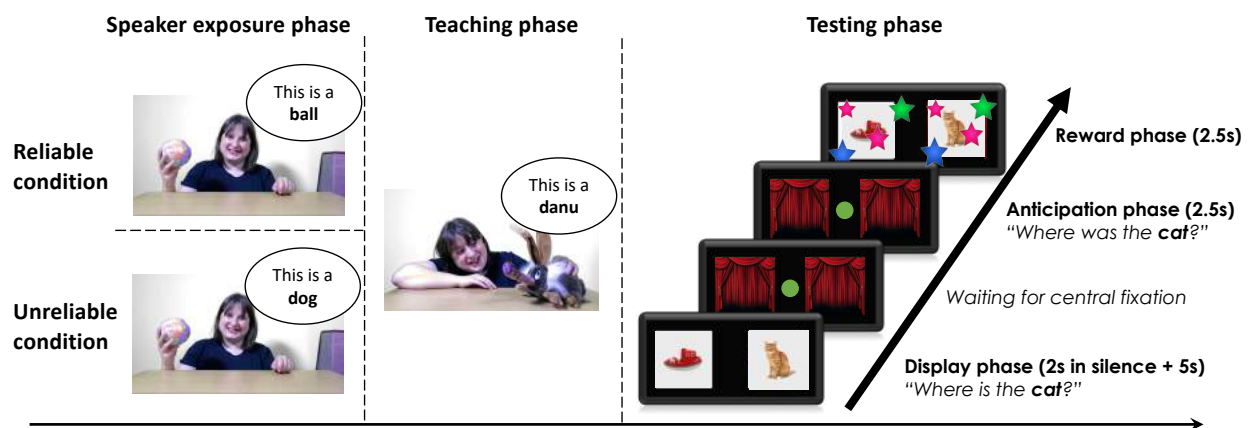 Speaker exposure phase
Teaching phase
Testing phase
Reliable
condition
This is a
ball
Unreliable
condition
This is a
dog
This is a
danu
Reward phase (2.5s)
Anticipation phase (2.5s)
“Where was the cat?”
Waiting for central fixation
Display phase (2s in silence + 5s)
“Where is the cat?”